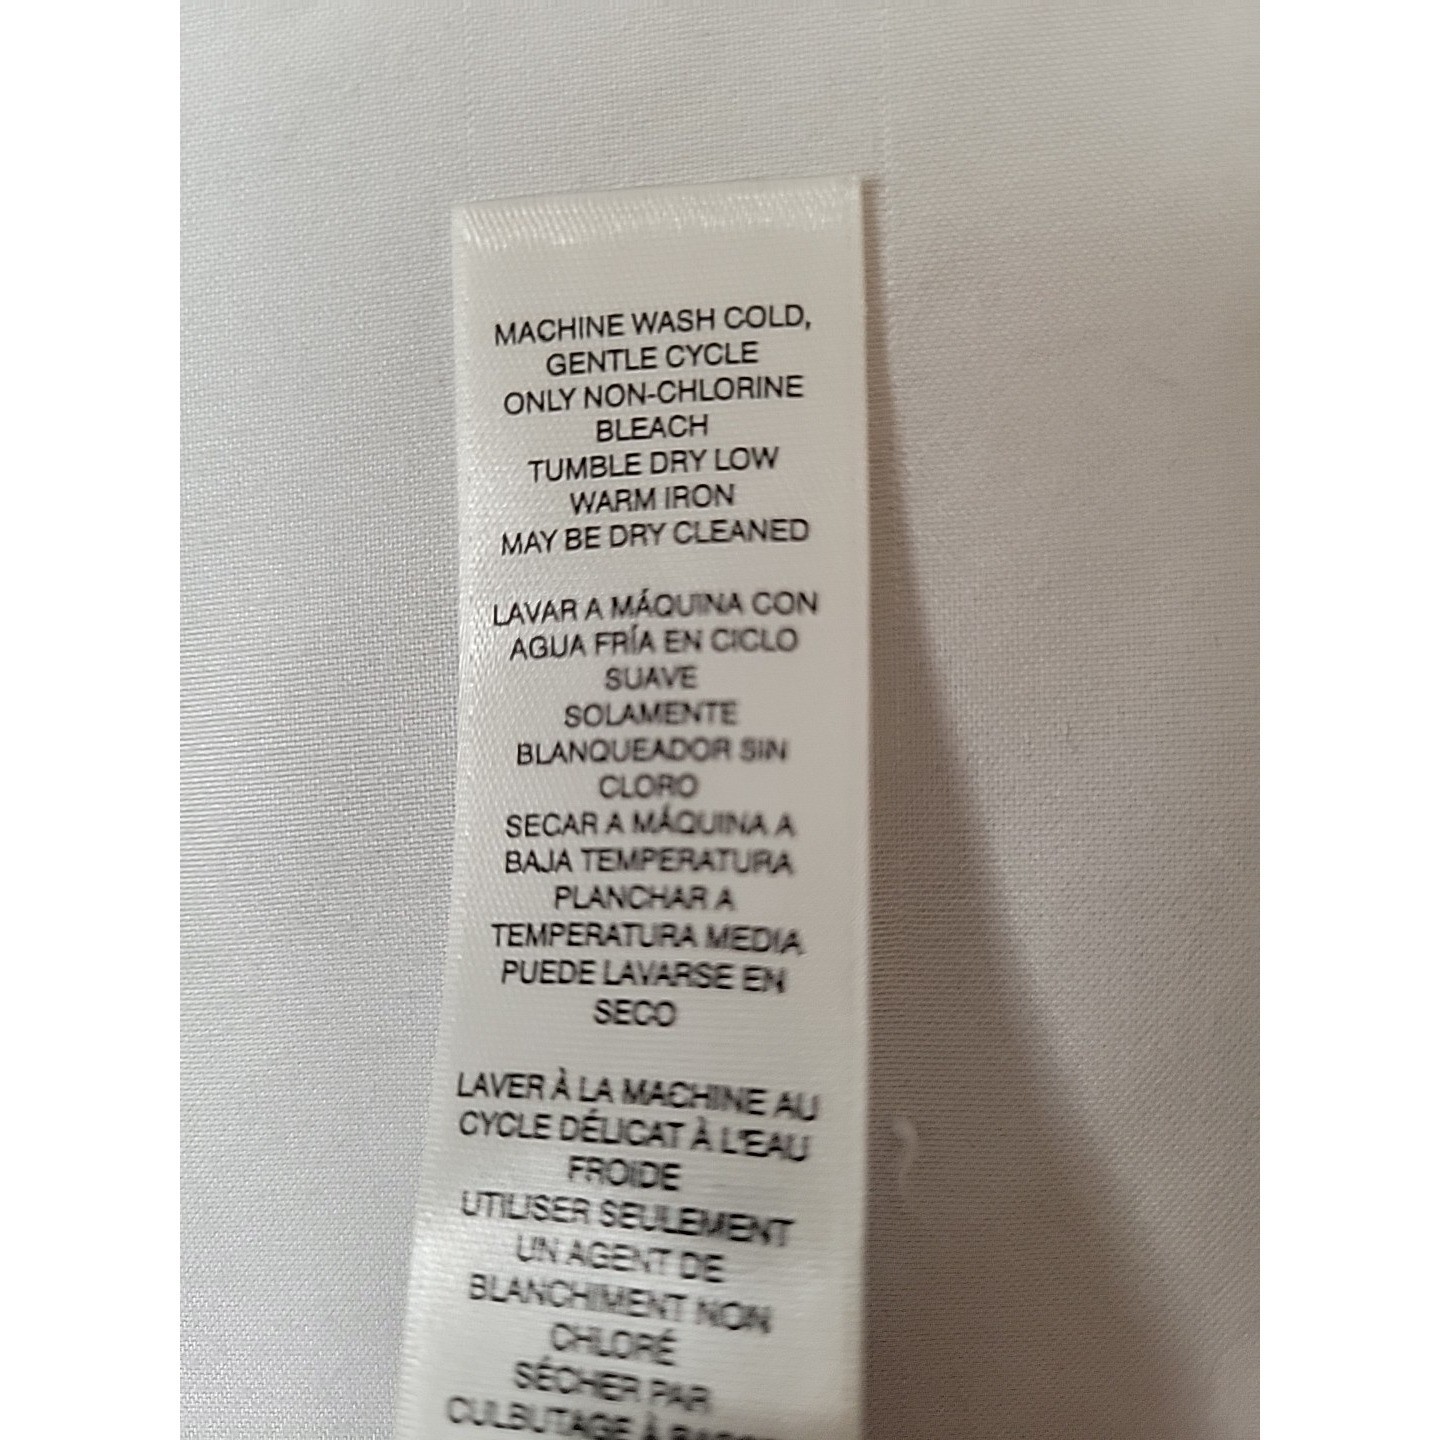 MACHINE WASH COLD,
GENTLE CYCLE
ONLY NON-CHLORINE
BLEACH
TUMBLE DRY LOW
WARM IRON
MAY BE DRY CLEANED
LAVAR A MÁQUINA CON
AGUA FRÍA EN CICLO
SUAVE
SOLAMENTE
BLANQUEADOR SIN
CLORO
SECAR A MÁQUINA A
BAJA TEMPERATURA
PLANCHAR A
TEMPERATURA MEDIA
PUEDE LAVARSE EN
SECO
LAVER À LA MACHINE AU
CYCLE DÉLICAT À L'EAU
FROIDE
UTILISER SEULEMENT
UN AGENT DE
BLANCHIMENT NON
CHLORÉ
SÉCHER PAR
CULBUTAGE À